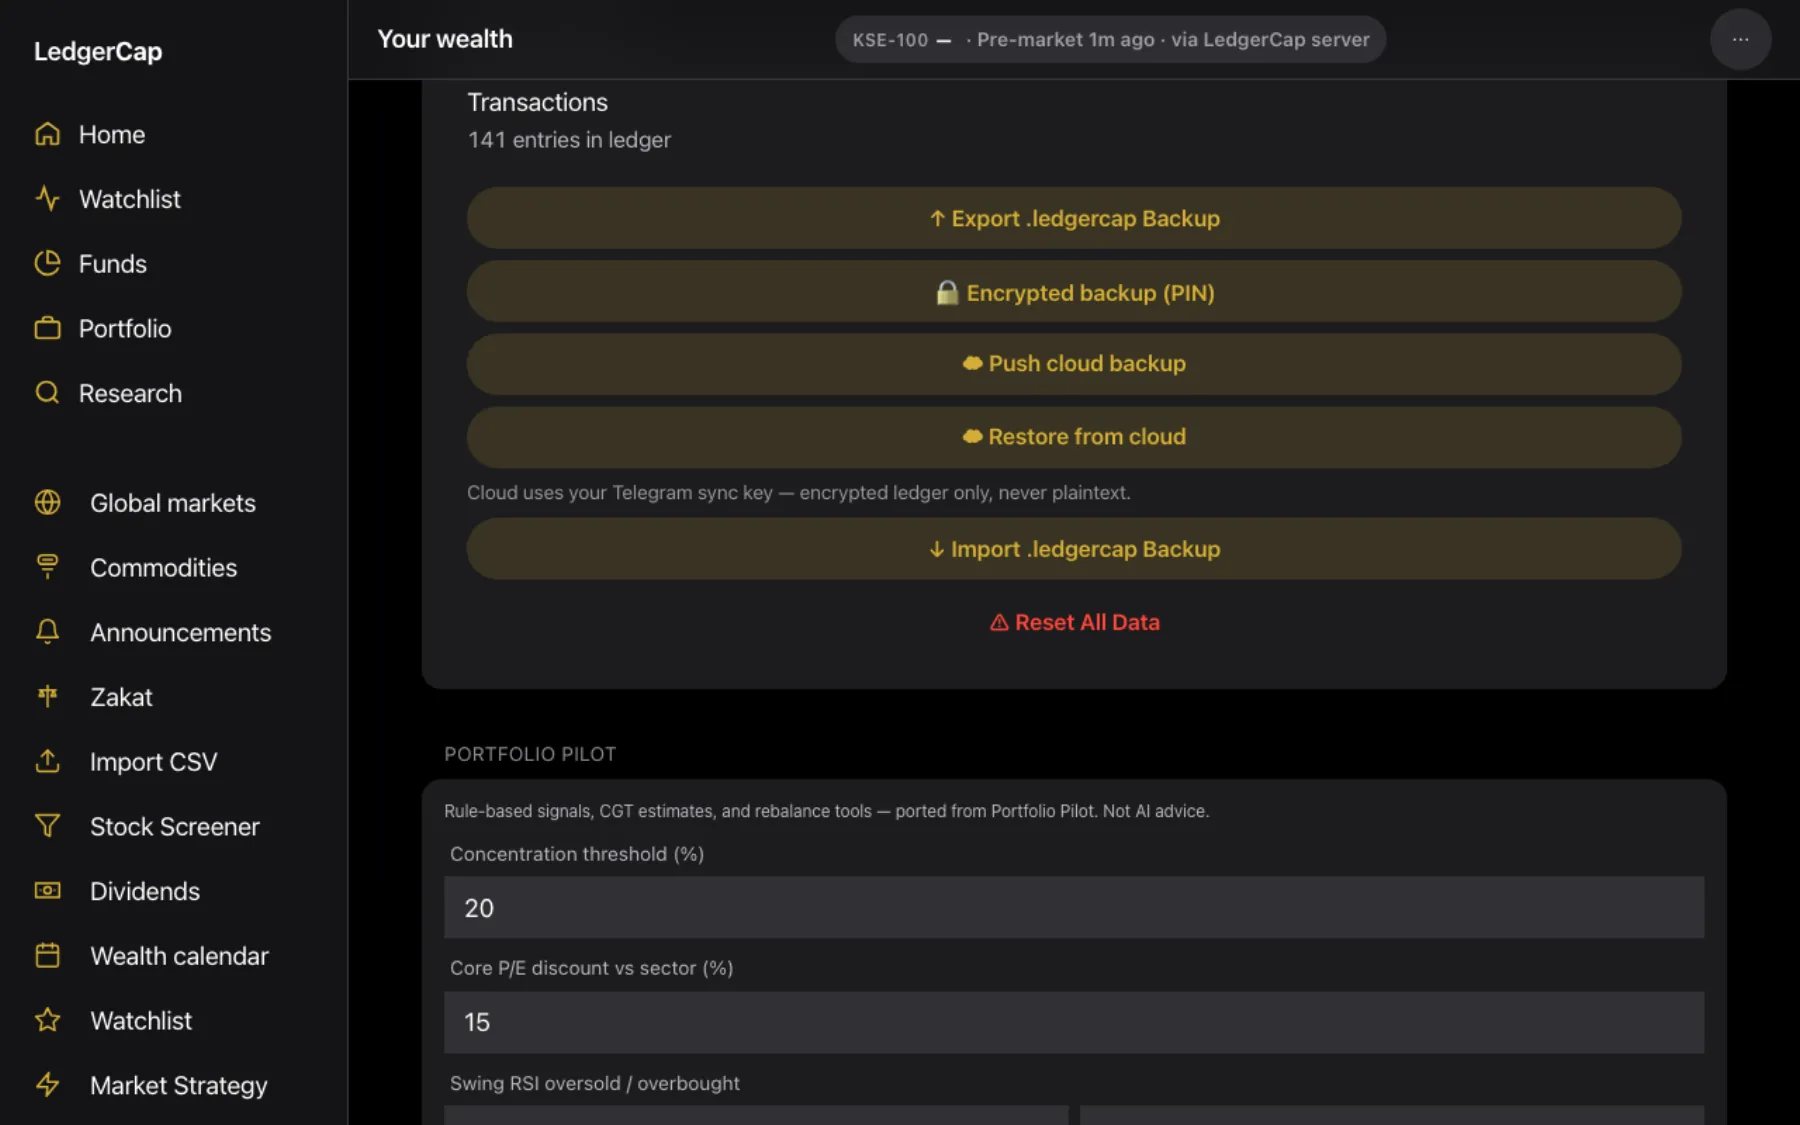 LedgerCap
Home
Watchlist
Funds
Portfolio
Research
Global markets
Commodities
Announcements
Zakat
Import CSV
Stock Screener
Dividends
Wealth calendar
Watchlist
Market Strategy
Your wealth
KSE-100 — · Pre-market 1m ago · via LedgerCap server
...
Transactions
141 entries in ledger
↑ Export .ledgercap Backup
🔒 Encrypted backup (PIN)
☁ Push cloud backup
☁ Restore from cloud
Cloud uses your Telegram sync key — encrypted ledger only, never plaintext.
↓ Import .ledgercap Backup
⚠ Reset All Data
PORTFOLIO PILOT
Rule-based signals, CGT estimates, and rebalance tools — ported from Portfolio Pilot. Not AI advice.
Concentration threshold (%)
20
Core P/E discount vs sector (%)
15
Swing RSI oversold / overbought